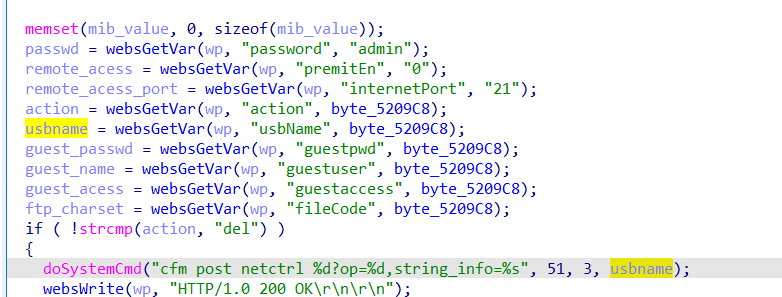 memset(mib_value, 0, sizeof(mib_value));
passwd = websGetVar(wp, "password", "admin");
remote_acess = websGetVar(wp, "premitEn", "0");
remote_acess_port = websGetVar(wp, "internetPort", "21");
action = websGetVar(wp, "action", byte_5209C8);
usbname = websGetVar(wp, "usbName", byte_5209C8);
guest_passwd = websGetVar(wp, "guestpwd", byte_5209C8);
guest_name = websGetVar(wp, "guestuser", byte_5209C8);
guest_acess = websGetVar(wp, "guestaccess", byte_5209C8);
ftp_charset = websGetVar(wp, "fileCode", byte_5209C8);
if ( !strcmp(action, "del") )
{
doSystemCmd("cfm post netctrl %d?op=%d,string_info=%s", 51, 3, usbname);
websWrite(wp, "HTTP/1.0 200 OK\r\n\r\n");